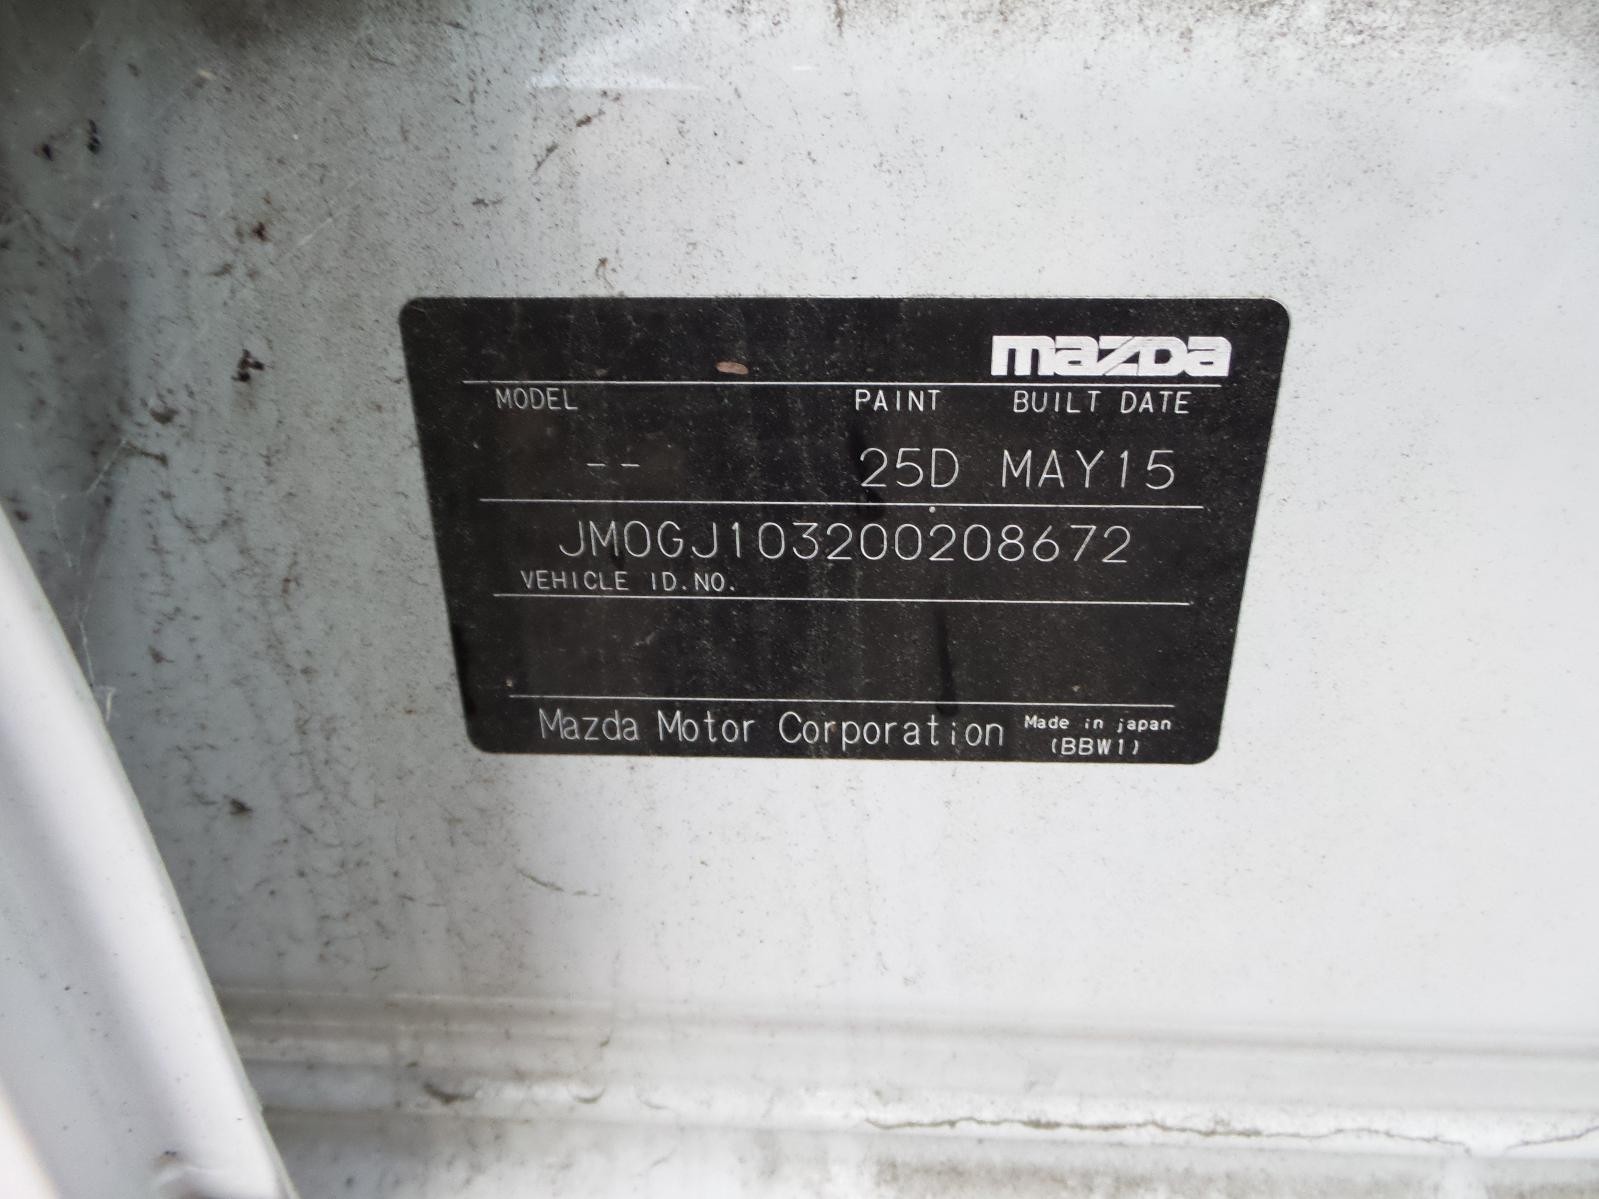 mazda
MODEL PAINT BUILT DATE
-- 25D MAY15
JM0GJ103200208672
VEHICLE ID.NO.
Mazda Motor Corporation Made in japan
(BBW1)